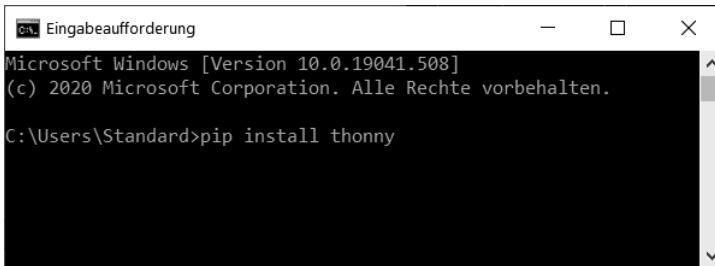 Eingabeaufforderung
Microsoft Windows [Version 10.0.19041.508]
(c) 2020 Microsoft Corporation. Alle Rechte vorbehalten.
C:\Users\Standard>pip install thonny